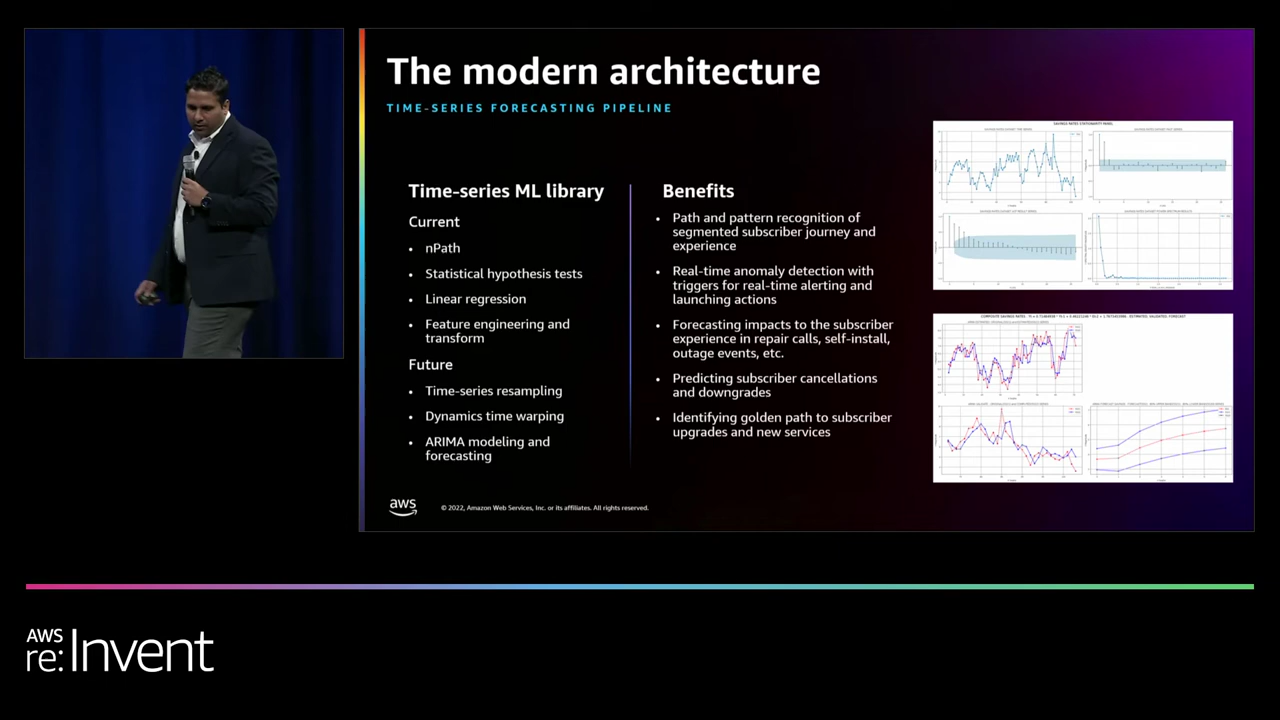 The modern architecture
TIME-SERIES FORECASTING PIPELINE
Time-series ML library
Current
• nPath
• Statistical hypothesis tests
• Linear regression
• Feature engineering and
transform
Future
• Time-series resampling
• Dynamics time warping
• ARIMA modeling and
forecasting
Benefits
• Path and pattern recognition of
segmented subscriber journey and
experience
• Real-time anomaly detection with
triggers for real-time alerting and
launching actions
• Forecasting impacts to the subscriber
experience in repair calls, self-install,
outage events, etc.
• Predicting subscriber cancellations
and downgrades
• Identifying golden path to subscriber
upgrades and new services
aws
© 2022, Amazon Web Services, Inc. or its affiliates. All rights reserved.
AWS
re:Invent